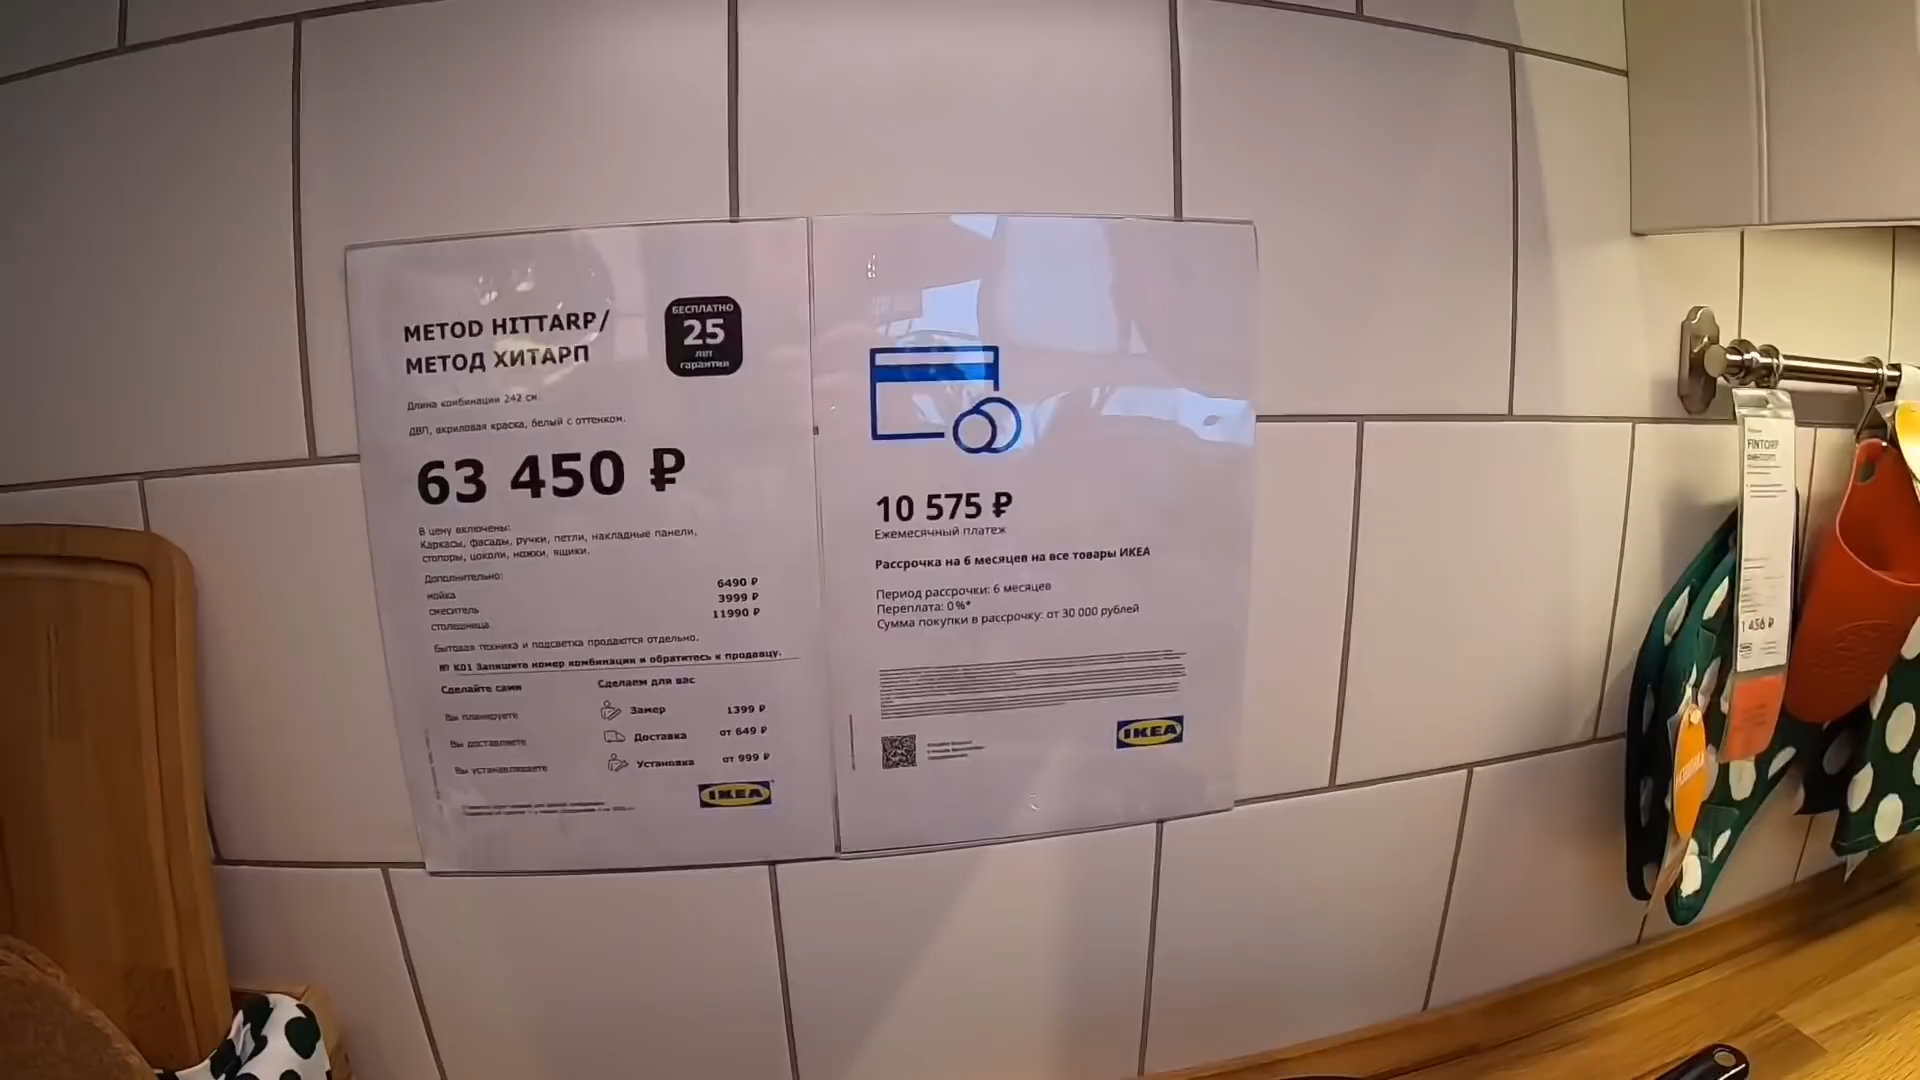 METOD HITTARP/
МЕТОД ХИТАРП
БЕСПЛАТНО
25
лет
гарантии
Длина комбинации 242 см.
ДВП, акриловая краска, белый с оттенком.
63 450 ₽
В цену включены:
Каркасы, фасады, ручки, петли, накладные панели,
стопоры, цоколи, ножки, ящики.
Дополнительно:
мойка 6490 ₽
смеситель 3999 ₽
столешница 11990 ₽
Бытовая техника и подсветка продаются отдельно.
№ K01 Запишите номер комбинации и обратитесь к продавцу.
Сделайте сами
Вы планируете
Вы доставляете
Вы устанавливаете
Сделаем для вас
Замер 1399 ₽
Доставка от 649 ₽
Установка от 999 ₽
IKEA
10 575 ₽
Ежемесячный платеж
Рассрочка на 6 месяцев на все товары ИКЕА
Период рассрочки: 6 месяцев
Переплата: 0%*
Сумма покупки в рассрочку: от 30 000 рублей
IKEA
FINTORP
ФИНТОРП
1 456 ₽
НОВИНКА